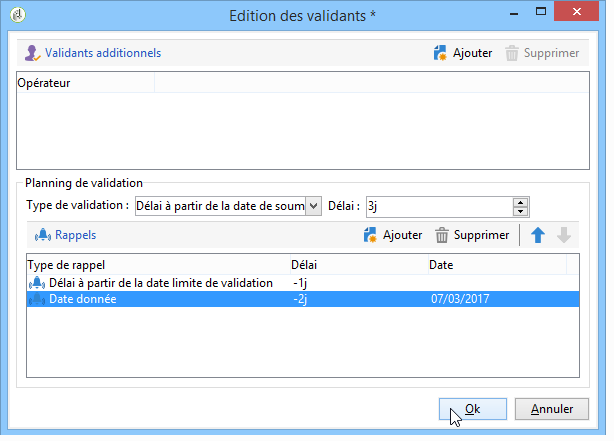 Edition des validants *
Validants additionnels Ajouter Supprimer
Opérateur
Planning de validation
Type de validation : Délai à partir de la date de soum Délai : 3j
Rappels Ajouter Supprimer
Type de rappel Délai Date
Délai à partir de la date limite de validation -1j
Date donnée -2j 07/03/2017
Ok Annuler